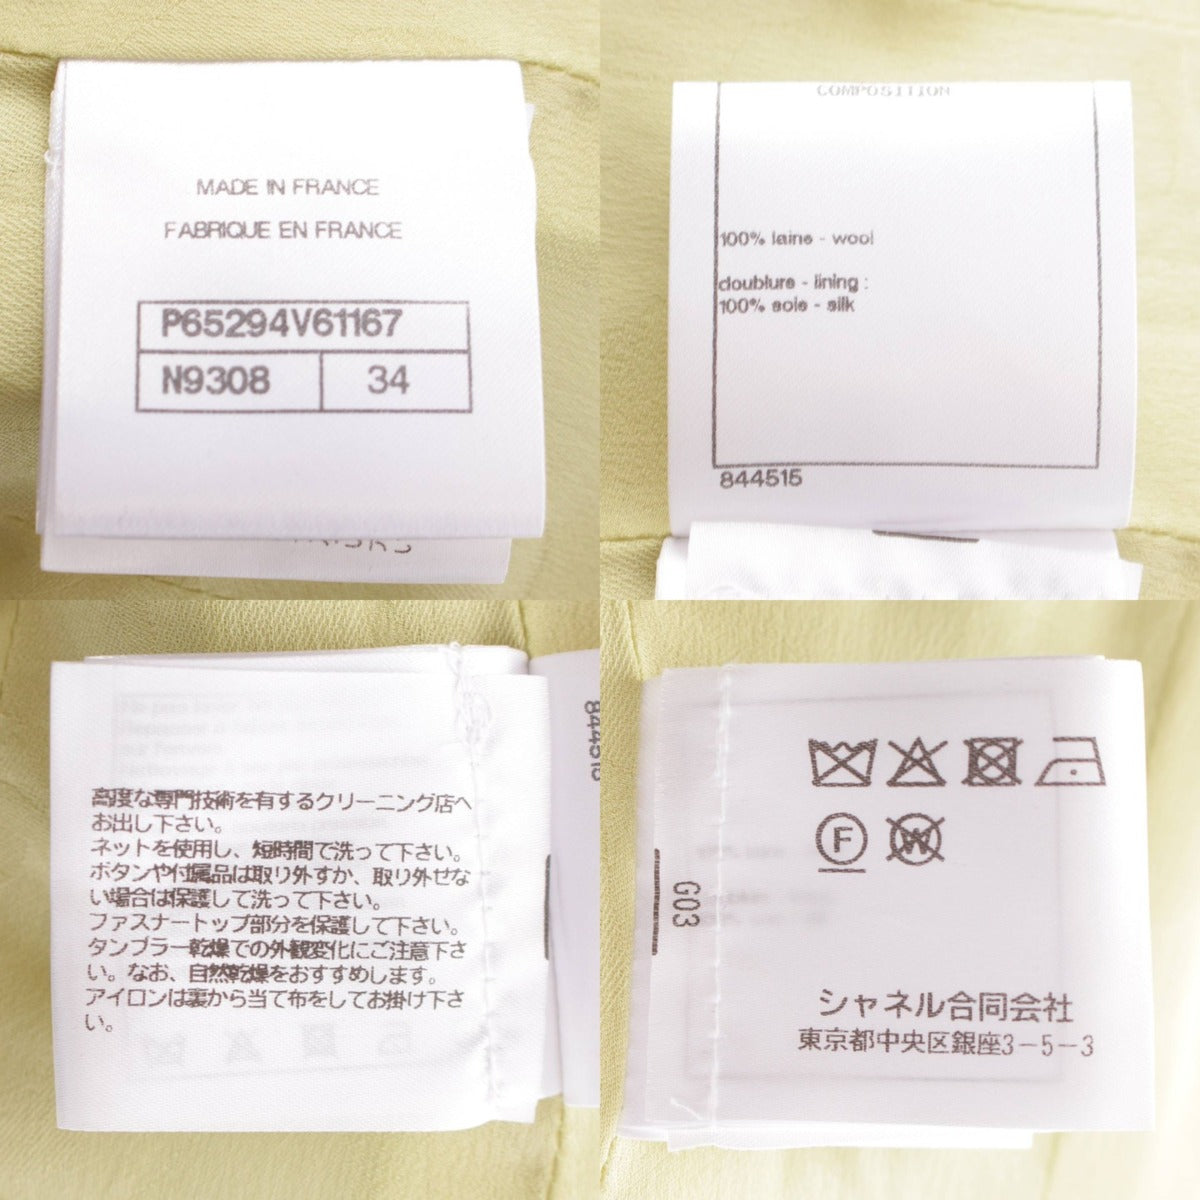 MADE IN FRANCE
FABRIQUE EN FRANCE
P65294V61167
N9308 34
COMPOSITION
100% laine - wool
doublure - lining :
100% soie - silk
844515
高度な専門技術を有するクリーニング店へ
お出し下さい。
ネットを使用し、短時間で洗って下さい。
ボタンや付属品は取り外すか、取り外せな
い場合は保護して洗って下さい。
ファスナートップ部分を保護して下さい。
タンブラー乾燥での外観変化にご注意下さ
い。なお、自然乾燥をおすすめします。
アイロンは裏から当て布をしてお掛け下さ
い。
844515
F W
G03
シャネル合同会社
東京都中央区銀座3-5-3